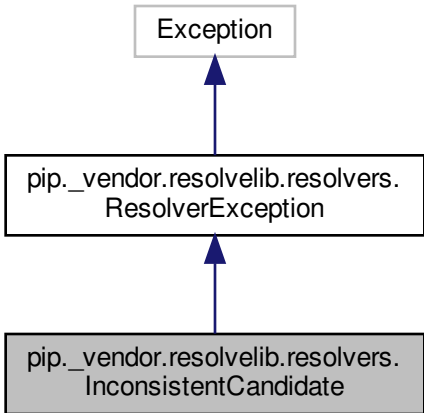 Exception
pip._vendor.resolvelib.resolvers.
ResolverException
pip._vendor.resolvelib.resolvers.
InconsistentCandidate